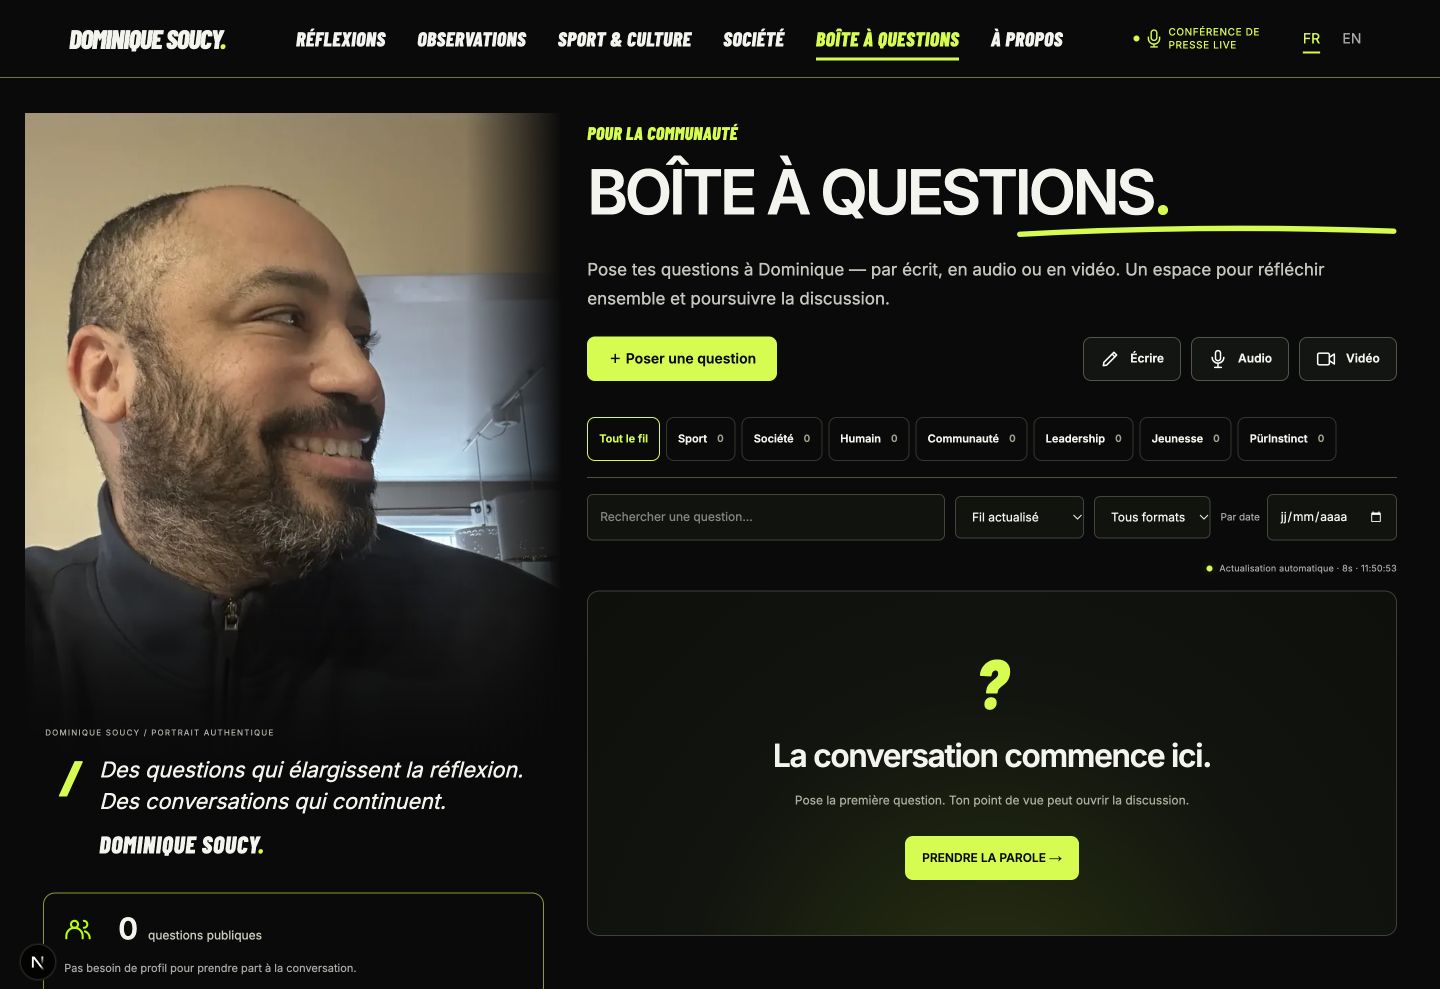 DOMINIQUE SOUCY.
RÉFLEXIONS
OBSERVATIONS
SPORT & CULTURE
SOCIÉTÉ
BOÎTE À QUESTIONS
À PROPOS
CONFÉRENCE DE
PRESSE LIVE
FR
EN
DOMINIQUE SOUCY / PORTRAIT AUTHENTIQUE
/ Des questions qui élargissent la réflexion.
Des conversations qui continuent.
DOMINIQUE SOUCY.
0 questions publiques
Pas besoin de profil pour prendre part à la conversation.
N
POUR LA COMMUNAUTÉ
BOÎTE À QUESTIONS.
Pose tes questions à Dominique — par écrit, en audio ou en vidéo. Un espace pour réfléchir
ensemble et poursuivre la discussion.
+ Poser une question
Écrire
Audio
Vidéo
Tout le fil
Sport 0
Société 0
Humain 0
Communauté 0
Leadership 0
Jeunesse 0
PūrInstinct 0
Rechercher une question...
Fil actualisé
Tous formats
Par date
jj/mm/aaaa
Actualisation automatique · 8s · 11:50:53
?
La conversation commence ici.
Pose la première question. Ton point de vue peut ouvrir la discussion.
PRENDRE LA PAROLE →